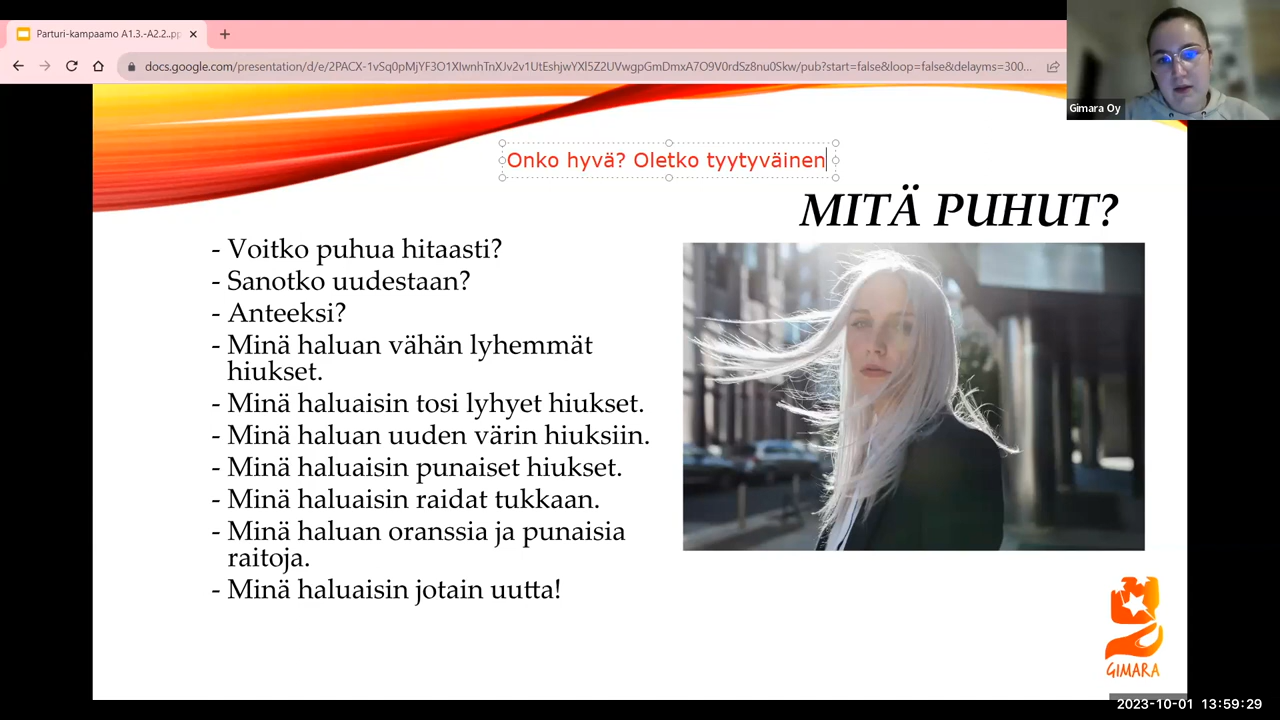 Parturi-kampaamo A1.3.-A2.2..pp
docs.google.com/presentation/d/e/2PACX-1vSq0pMjYF3O1XIwnhTnXJv2v1UtEshjwYXl5Z2UVwgpGmDmxA7O9V0rdSz8nu0Skw/pub?start=false&loop=false&delayms=300...
Gimara Oy
Onko hyvä? Oletko tyytyväinen
MITÄ PUHUT?
- Voitko puhua hitaasti?
- Sanotko uudestaan?
- Anteeksi?
- Minä haluan vähän lyhemmät
hiukset.
- Minä haluaisin tosi lyhyet hiukset.
- Minä haluan uuden värin hiuksiin.
- Minä haluaisin punaiset hiukset.
- Minä haluaisin raidat tukkaan.
- Minä haluan oranssia ja punaisia
raitoja.
- Minä haluaisin jotain uutta!
GIMARA
2023-10-01 13:59:29